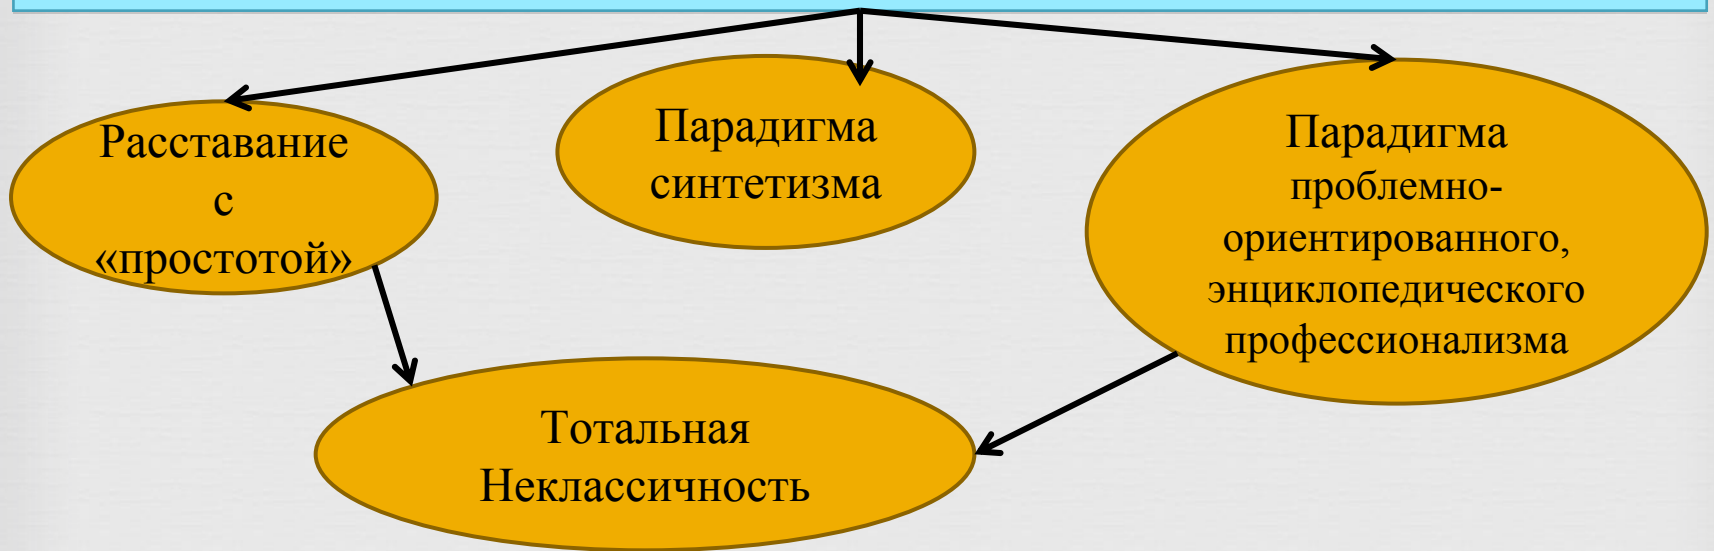 Расставание
с
«простотой»
Парадигма
синтетизма
Парадигма
проблемно-
ориентированного,
энциклопедического
профессионализма
Тотальная
Неклассичность